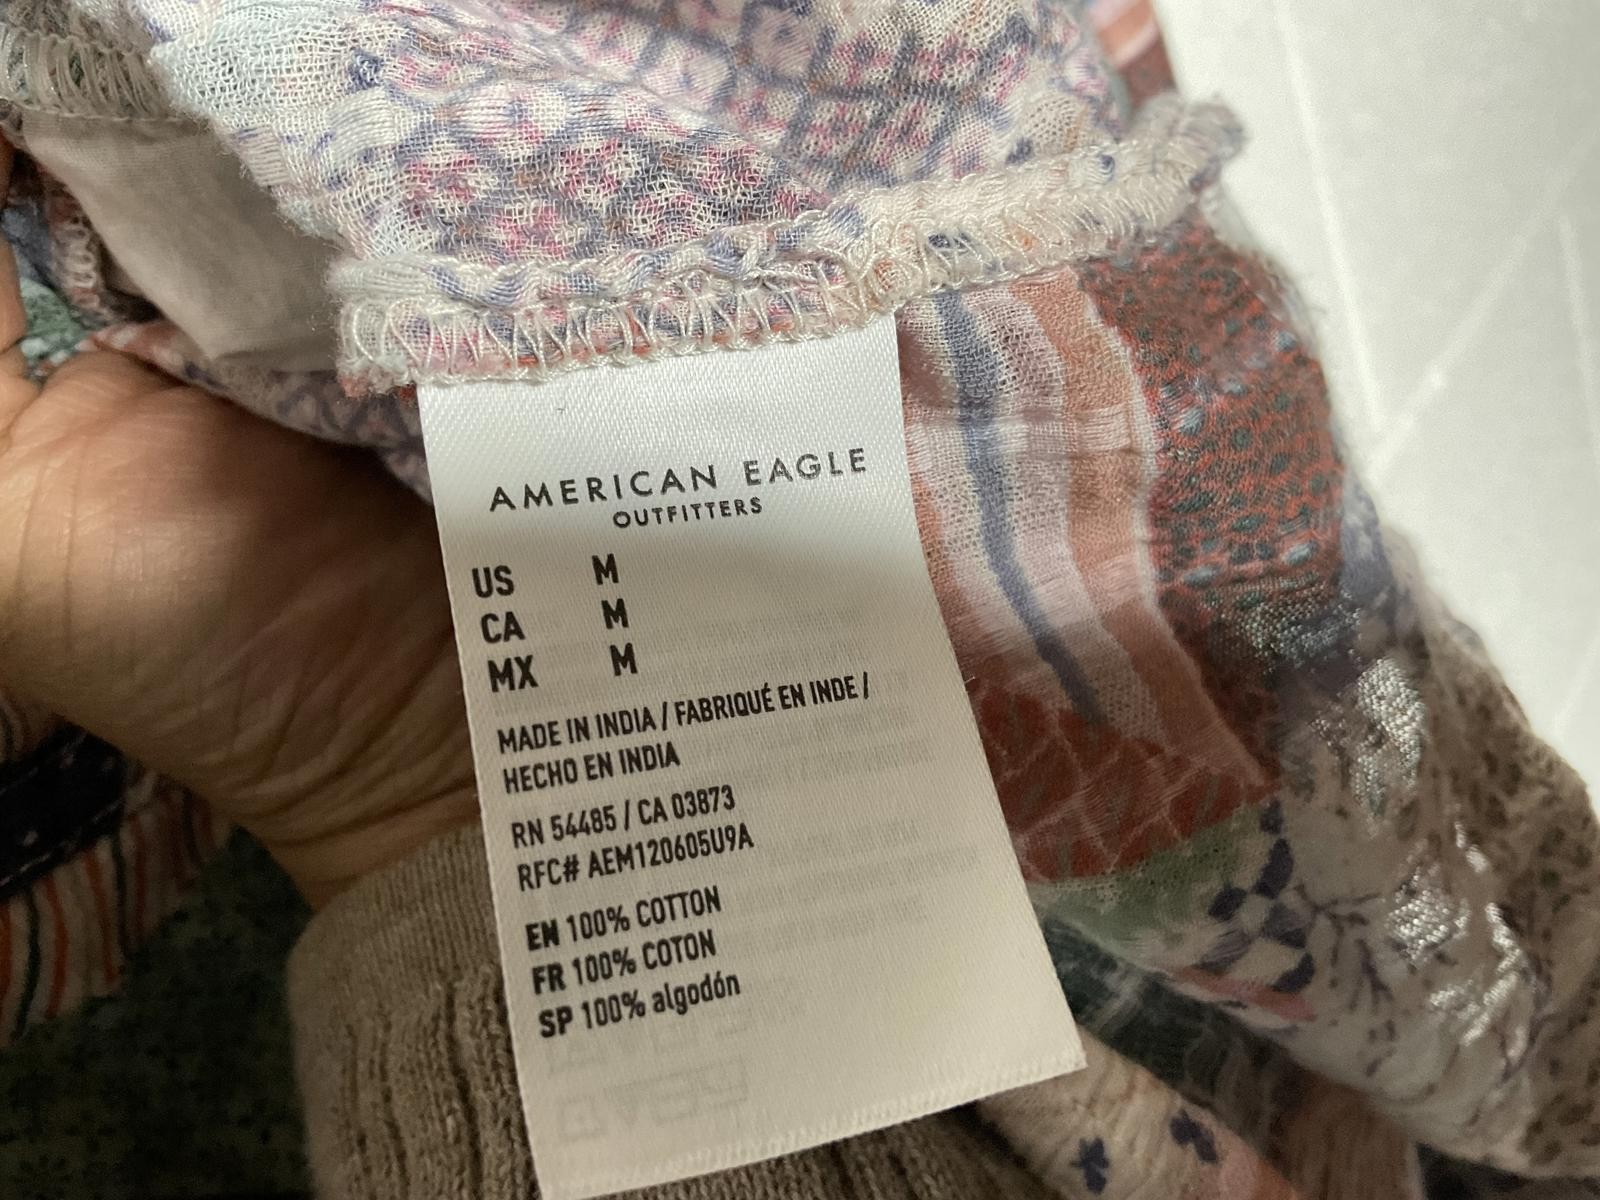 AMERICAN EAGLE
OUTFITTERS
US M
CA M
MX M
MADE IN INDIA / FABRIQUÉ EN INDE /
HECHO EN INDIA
RN 54485 / CA 03873
RFC# AEM120605U9A
EN 100% COTTON
FR 100% COTON
SP 100% algodón